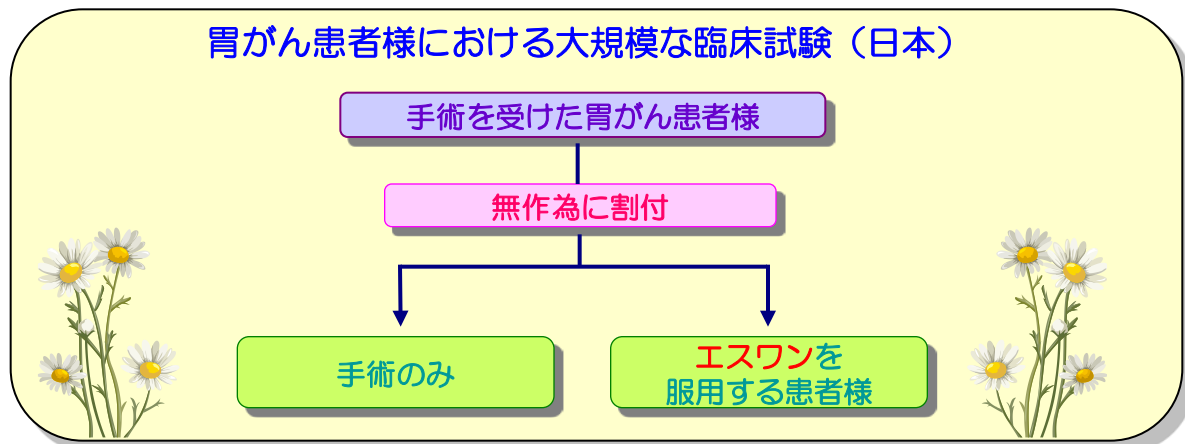 胃がん患者様における大規模な臨床試験（日本）
手術を受けた胃がん患者様
無作為に割付
手術のみ
エスワンを
服用する患者様